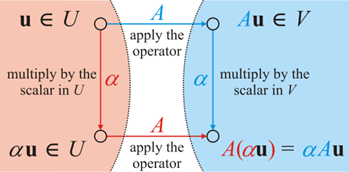 u ∈ U
A
Au ∈ V
apply the
operator
multiply by the
scalar in U
α
α
multiply by the
scalar in V
αu ∈ U
A
A(αu) = αAu
apply the
operator